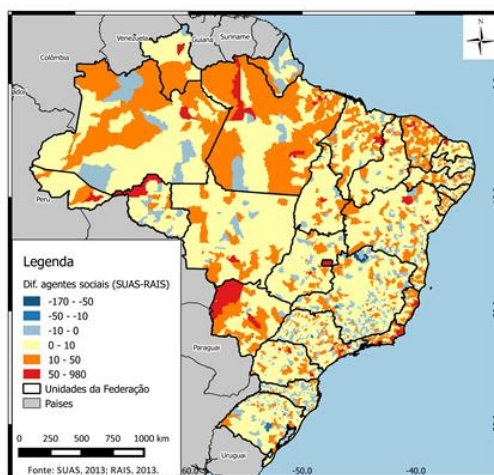 Venezuela
Guiana
Suriname
Colômbia
N
Peru
Paraguai
Uruguai
Legenda
Dif. agentes sociais (SUAS-RAIS)
-170 - -50
-50 - -10
-10 - 0
0 - 10
10 - 50
50 - 980
Unidades da Federação
Países
0 250 500 750 1000 km
Fonte: SUAS, 2013; RAIS, 2013.
-60.0
-50.0
-40.0